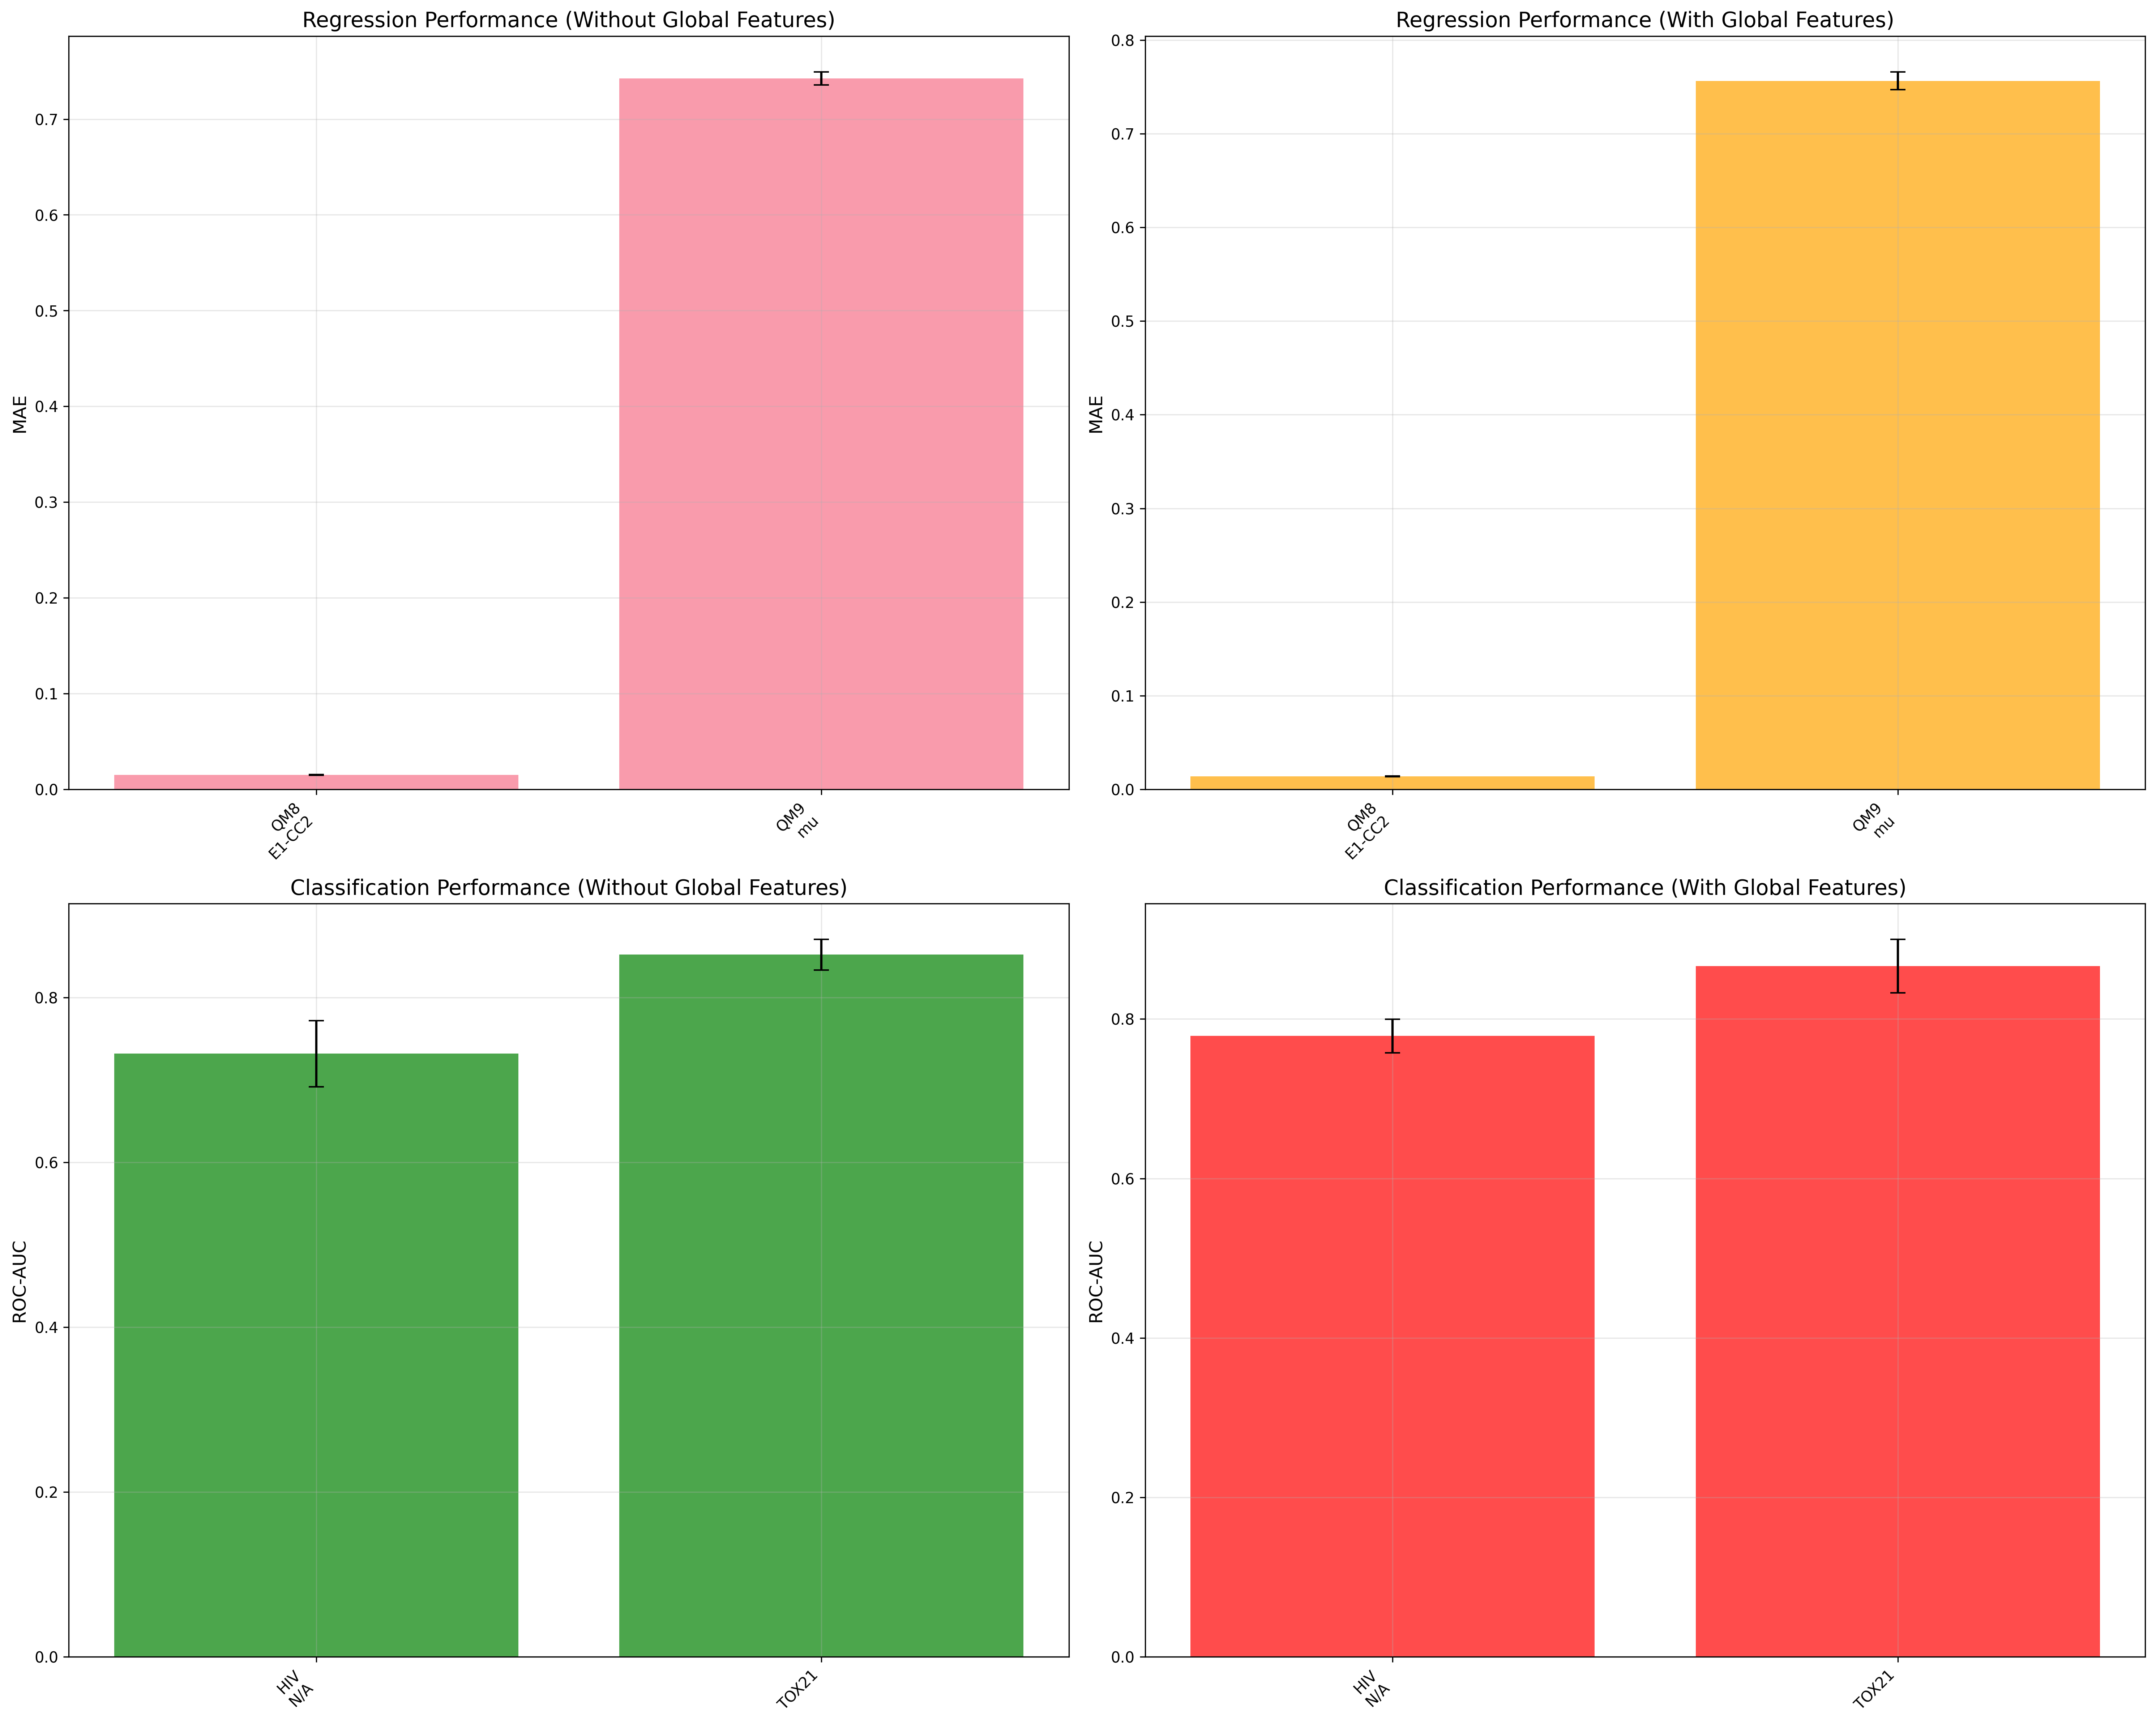 Regression Performance (Without Global Features)
MAE
0.7
0.6
0.5
0.4
0.3
0.2
0.1
0.0
QM8
E1-CC2
QM9
mu
Regression Performance (With Global Features)
MAE
0.8
0.7
0.6
0.5
0.4
0.3
0.2
0.1
0.0
QM8
E1-CC2
QM9
mu
Classification Performance (Without Global Features)
ROC-AUC
0.8
0.6
0.4
0.2
0.0
HIV
N/A
TOX21
Classification Performance (With Global Features)
ROC-AUC
0.8
0.6
0.4
0.2
0.0
HIV
N/A
TOX21